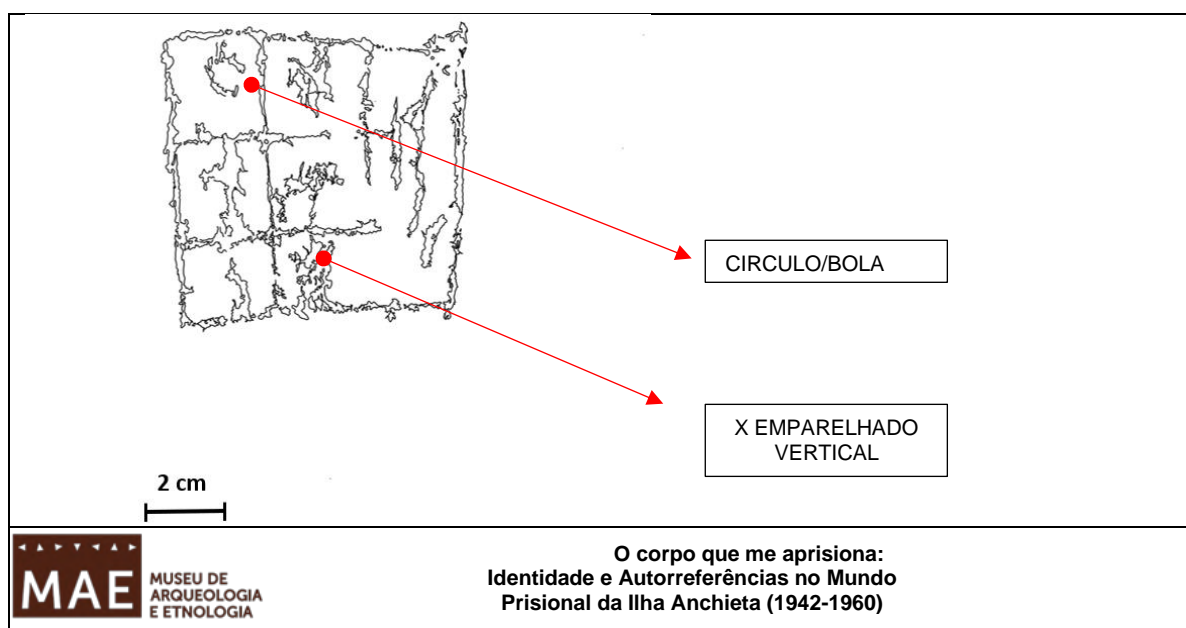 CIRCULO/BOLA
X EMPARELHADO
VERTICAL
2 cm
MAE
MUSEU DE
ARQUEOLOGIA
E ETNOLOGIA
O corpo que me aprisiona:
Identidade e Autorreferências no Mundo
Prisional da Ilha Anchieta (1942-1960)